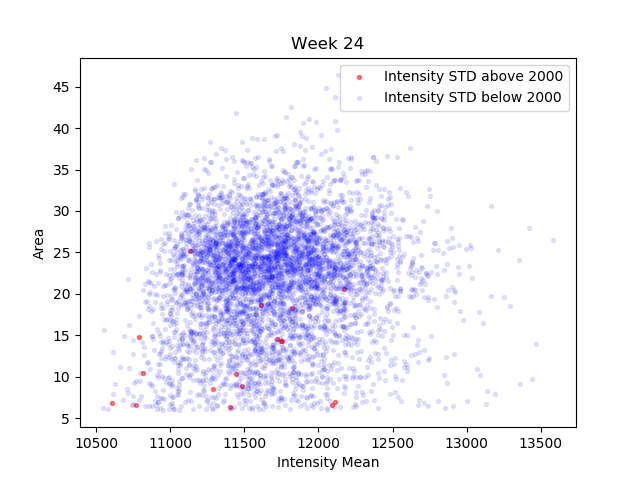 Week 24
Intensity STD above 2000
Intensity STD below 2000
45
40
35
30
25
20
15
10
5
Area
10500 11000 11500 12000 12500 13000 13500
Intensity Mean